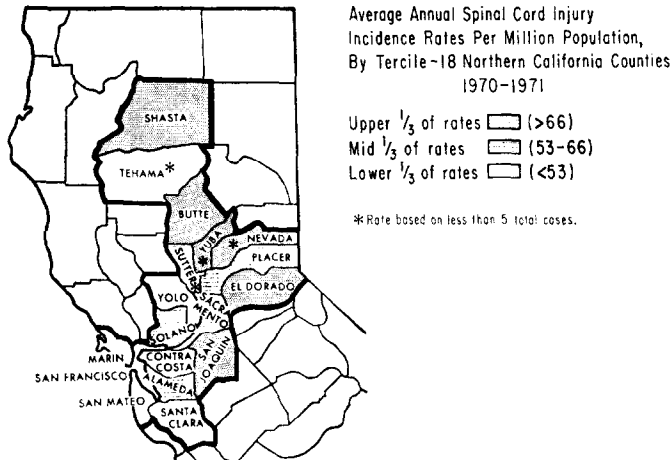 Average Annual Spinal Cord Injury
Incidence Rates Per Million Population,
By Tercile-18 Northern California Counties
1970-1971
Upper 1/3 of rates (>66)
Mid 1/3 of rates (53-66)
Lower 1/3 of rates (<53)
*Rate based on less than 5 total cases.
SHASTA
TEHAMA*
BUTTE
YUBA
*
* NEVADA
SUTTER
*
PLACER
EL DORADO
YOLO
SACRA
MENTO
SOLANO
MARIN
CONTRA
COSTA
SAN
JOAQUIN
SAN FRANCISCO
ALAMEDA
SAN MATEO
SANTA
CLARA